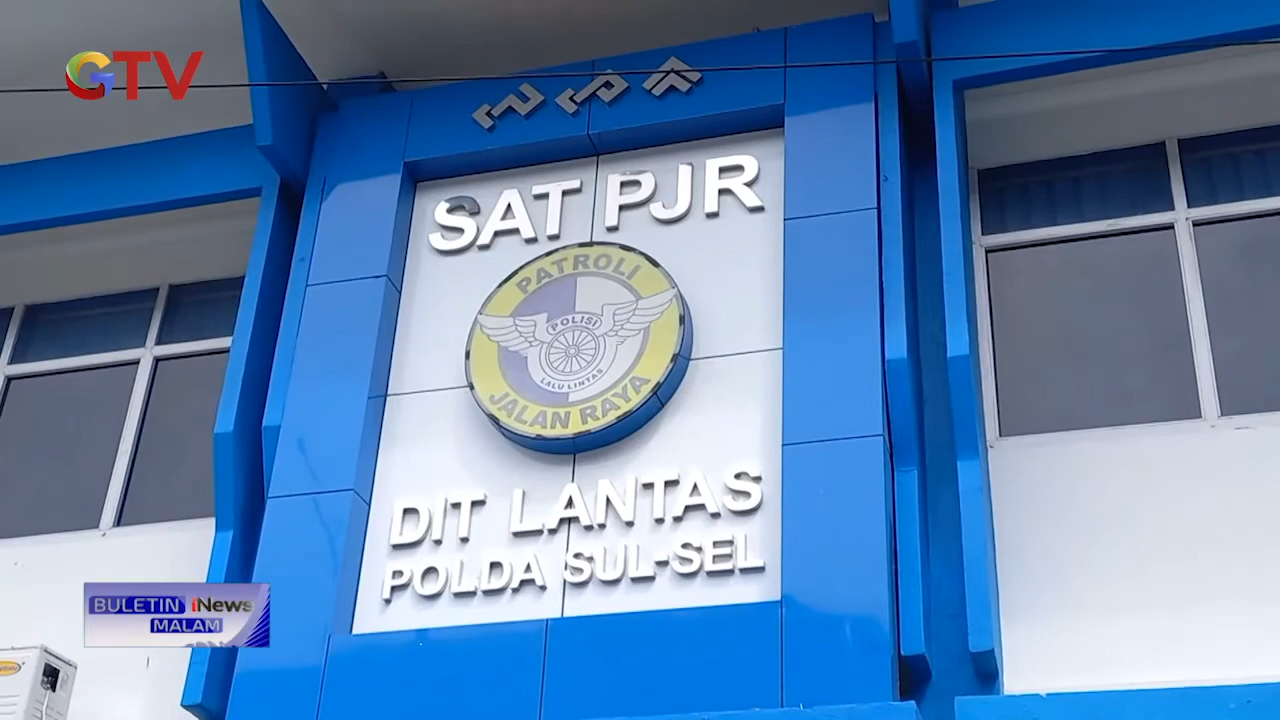 GTV
SAT PJR
PATROLI
POLISI
LALU LINTAS
JALAN RAYA
DIT LANTAS
POLDA SUL-SEL
BULETIN iNews
MALAM